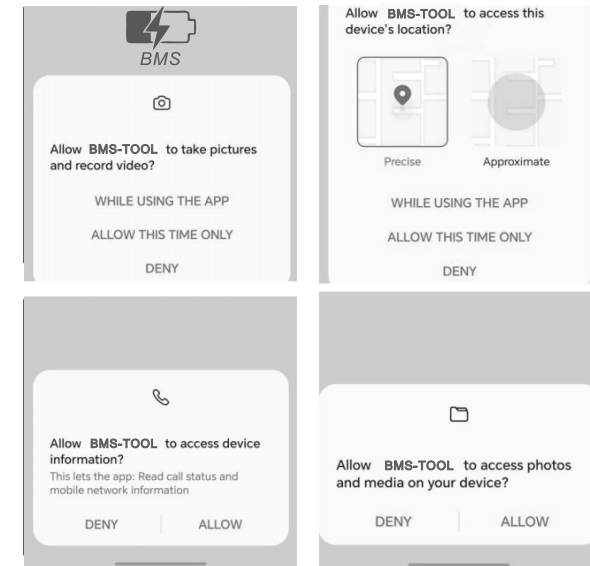 BMS
Allow BMS-TOOL to take pictures
and record video?
WHILE USING THE APP
ALLOW THIS TIME ONLY
DENY
Allow BMS-TOOL to access this
device's location?
Precise
Approximate
WHILE USING THE APP
ALLOW THIS TIME ONLY
DENY
Allow BMS-TOOL to access device
information?
This lets the app: Read call status and
mobile network information
DENY ALLOW
Allow BMS-TOOL to access photos
and media on your device?
DENY ALLOW